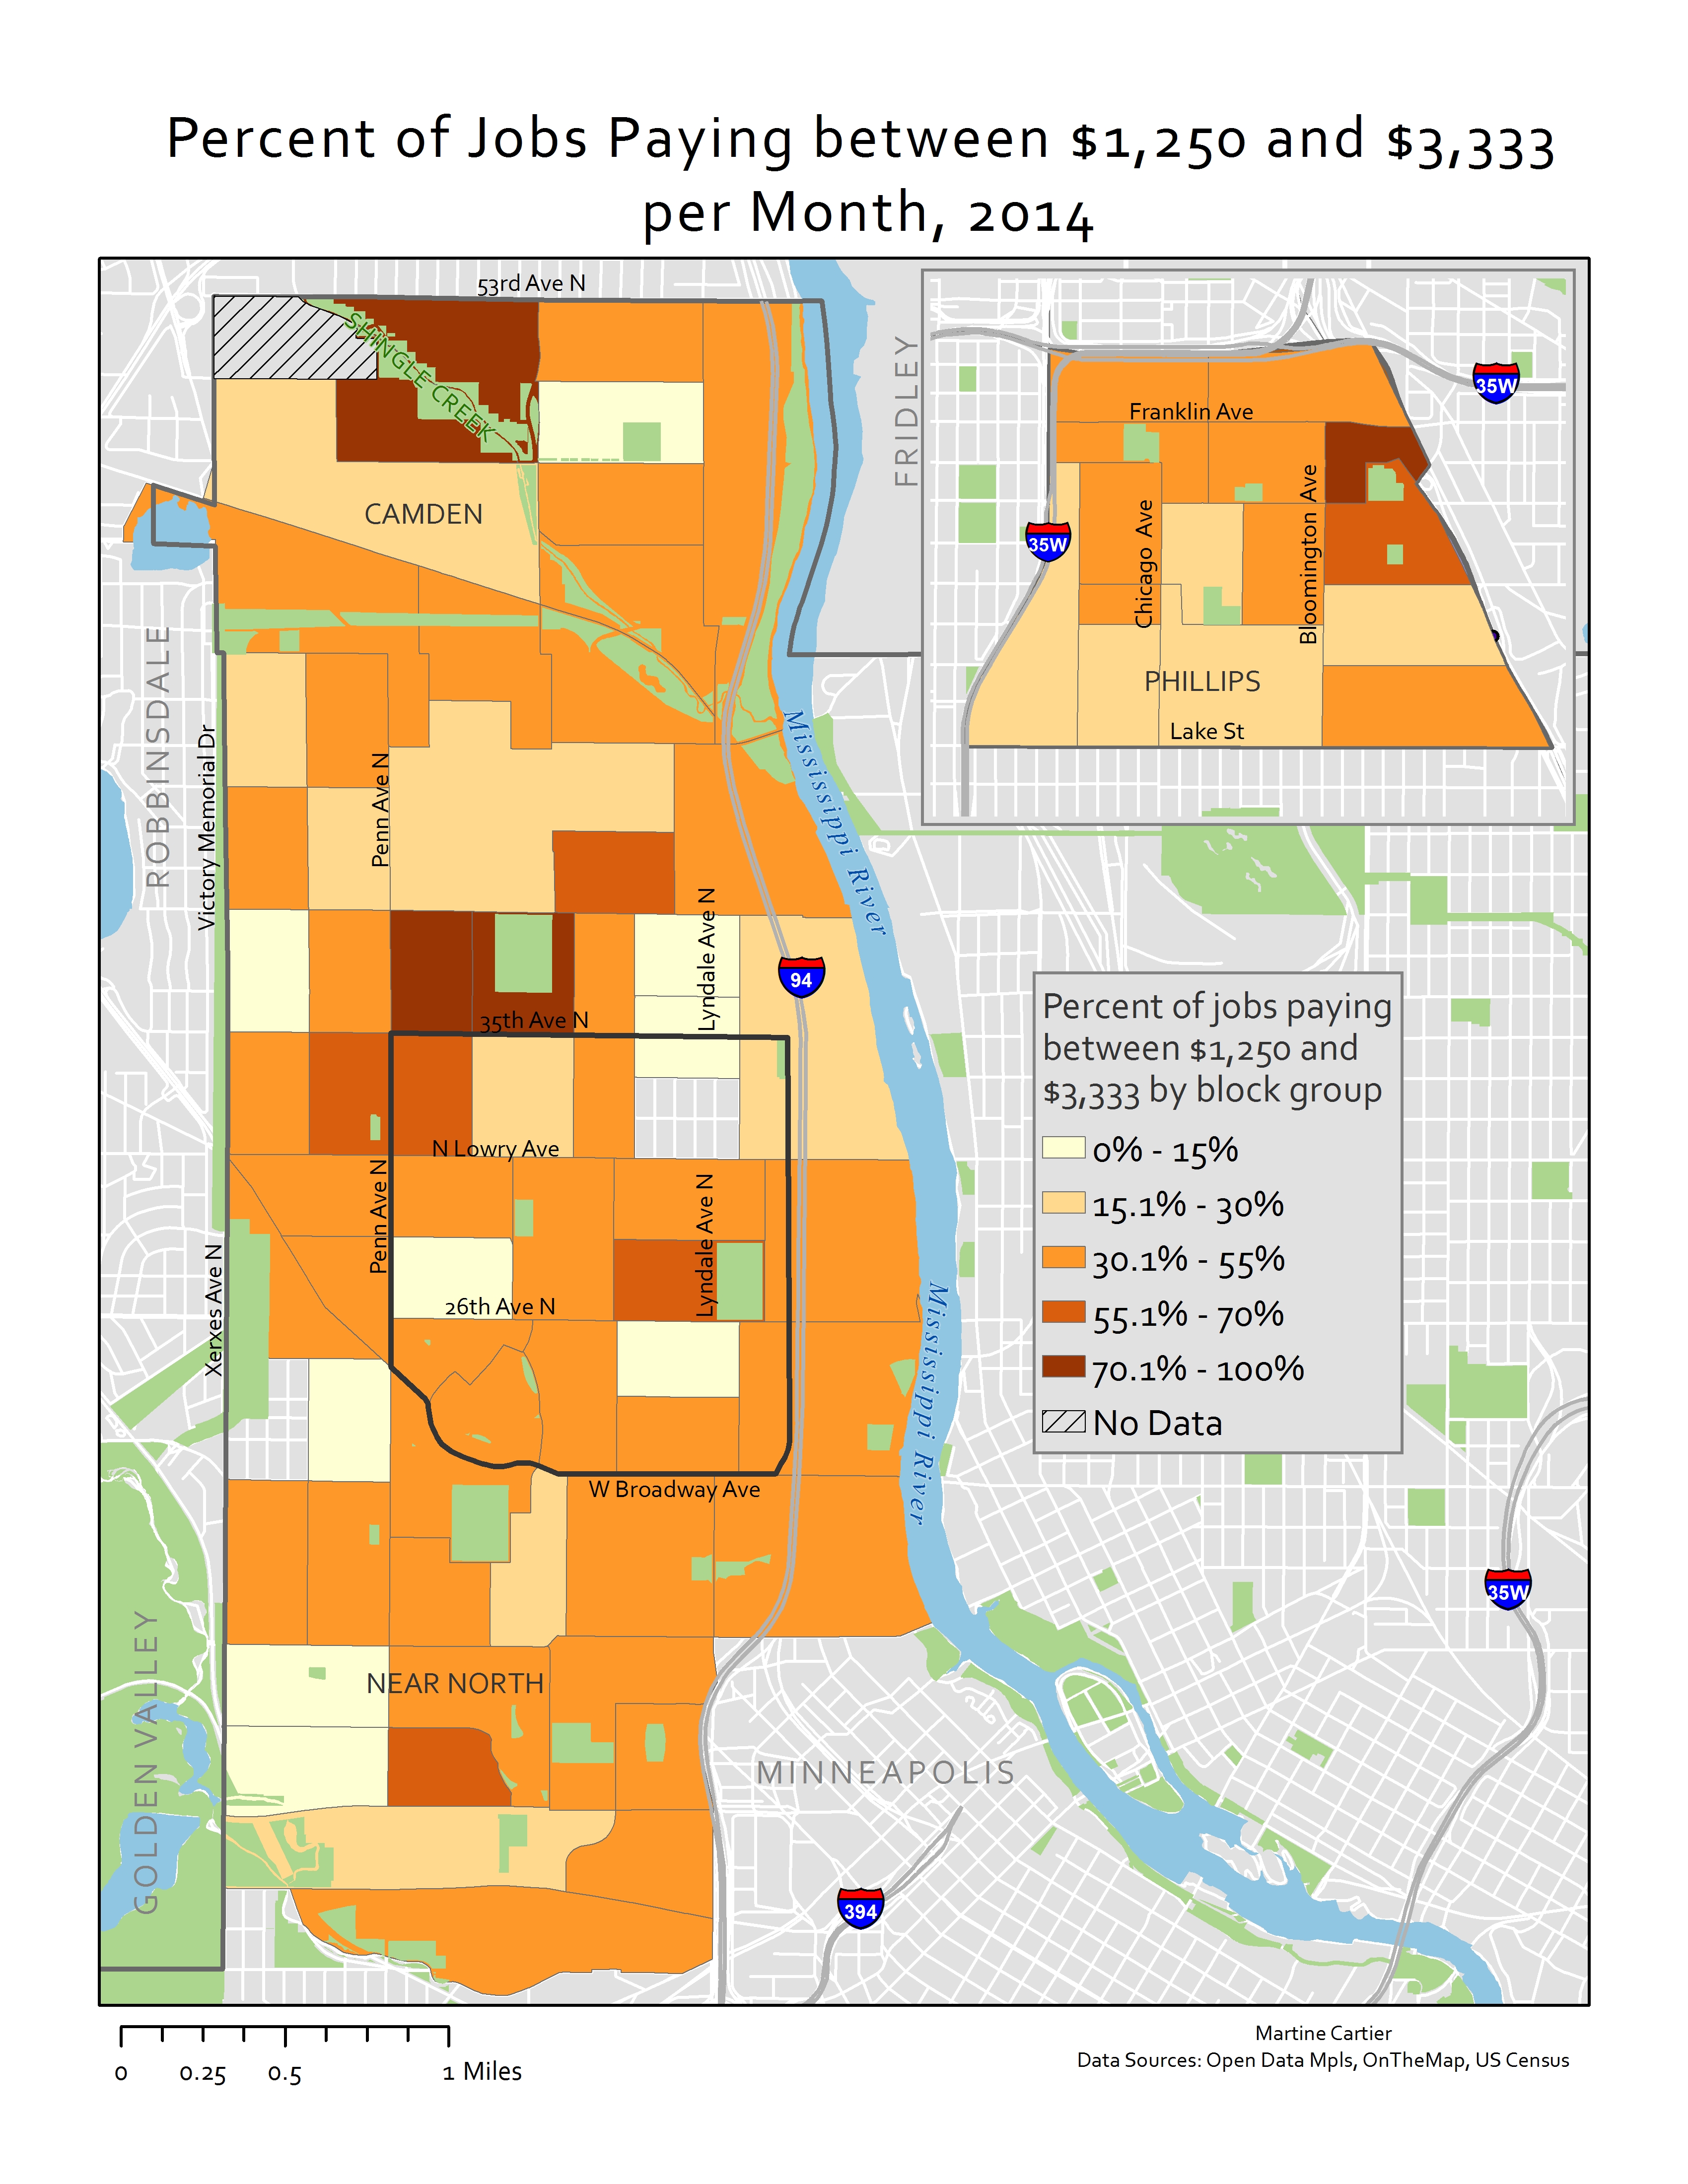 Percent of Jobs Paying between $1,250 and $3,333
per Month, 2014
53rd Ave N
SHINGLE CREEK
CAMDEN
FRIDLEY
35W
Franklin Ave
35W
Chicago Ave
Bloomington Ave
PHILLIPS
Lake St
ROBBINSDALE
Victory Memorial Dr
Penn Ave N
Mississippi River
Lyndale Ave N
94
35th Ave N
N Lowry Ave
Penn Ave N
Lyndale Ave N
Xerxes Ave N
26th Ave N
Mississippi River
W Broadway Ave
Percent of jobs paying
between $1,250 and
$3,333 by block group
0% - 15%
15.1% - 30%
30.1% - 55%
55.1% - 70%
70.1% - 100%
No Data
35W
GOLDEN VALLEY
NEAR NORTH
MINNEAPOLIS
394
0 0.25 0.5 1 Miles
Martine Cartier
Data Sources: Open Data Mpls, OnTheMap, US Census